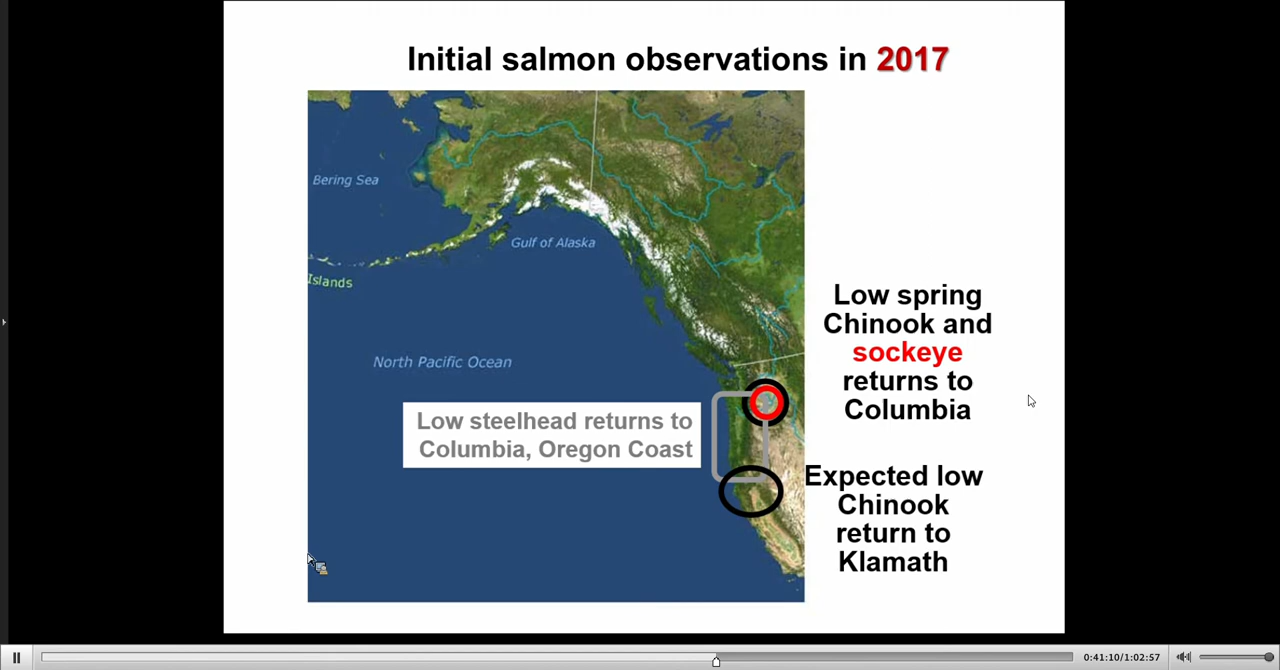 Initial salmon observations in 2017
Bering Sea
Gulf of Alaska
Islands
North Pacific Ocean
Low steelhead returns to
Columbia, Oregon Coast
Low spring
Chinook and
sockeye
returns to
Columbia
Expected low
Chinook
return to
Klamath
0:41:10/1:02:57